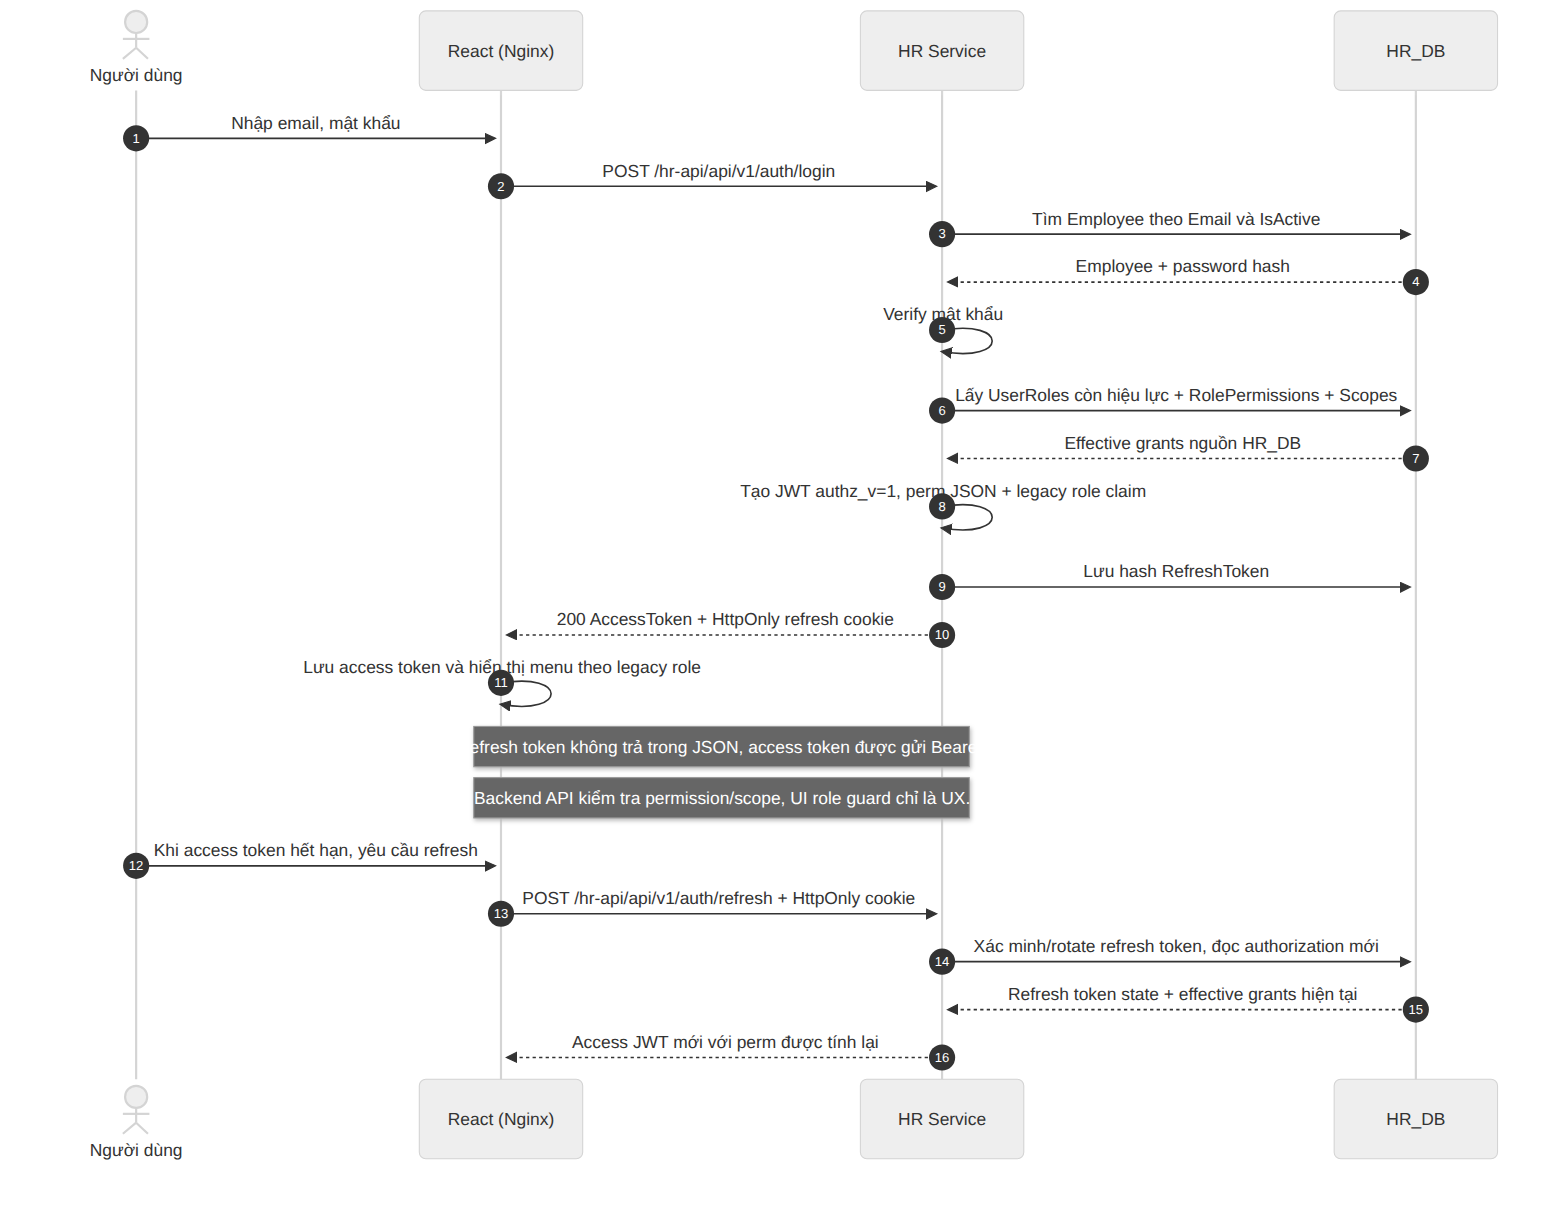 Người dùng
React (Nginx)
HR Service
HR_DB
Nhập email, mật khẩu
1
POST /hr-api/api/v1/auth/login
2
Tìm Employee theo Email và IsActive
3
Employee + password hash
4
Verify mật khẩu
5
Lấy UserRoles còn hiệu lực + RolePermissions + Scopes
6
Effective grants nguồn HR_DB
7
Tạo JWT authz_v=1, perm JSON + legacy role claim
8
Lưu hash RefreshToken
9
200 AccessToken + HttpOnly refresh cookie
10
Lưu access token và hiển thị menu theo legacy role
11
efresh token không trả trong JSON, access token được gửi Beare
Backend API kiểm tra permission/scope, UI role guard chỉ là UX.
Khi access token hết hạn, yêu cầu refresh
12
POST /hr-api/api/v1/auth/refresh + HttpOnly cookie
13
Xác minh/rotate refresh token, đọc authorization mới
14
Refresh token state + effective grants hiện tại
15
Access JWT mới với perm được tính lại
16
Người dùng
React (Nginx)
HR Service
HR_DB